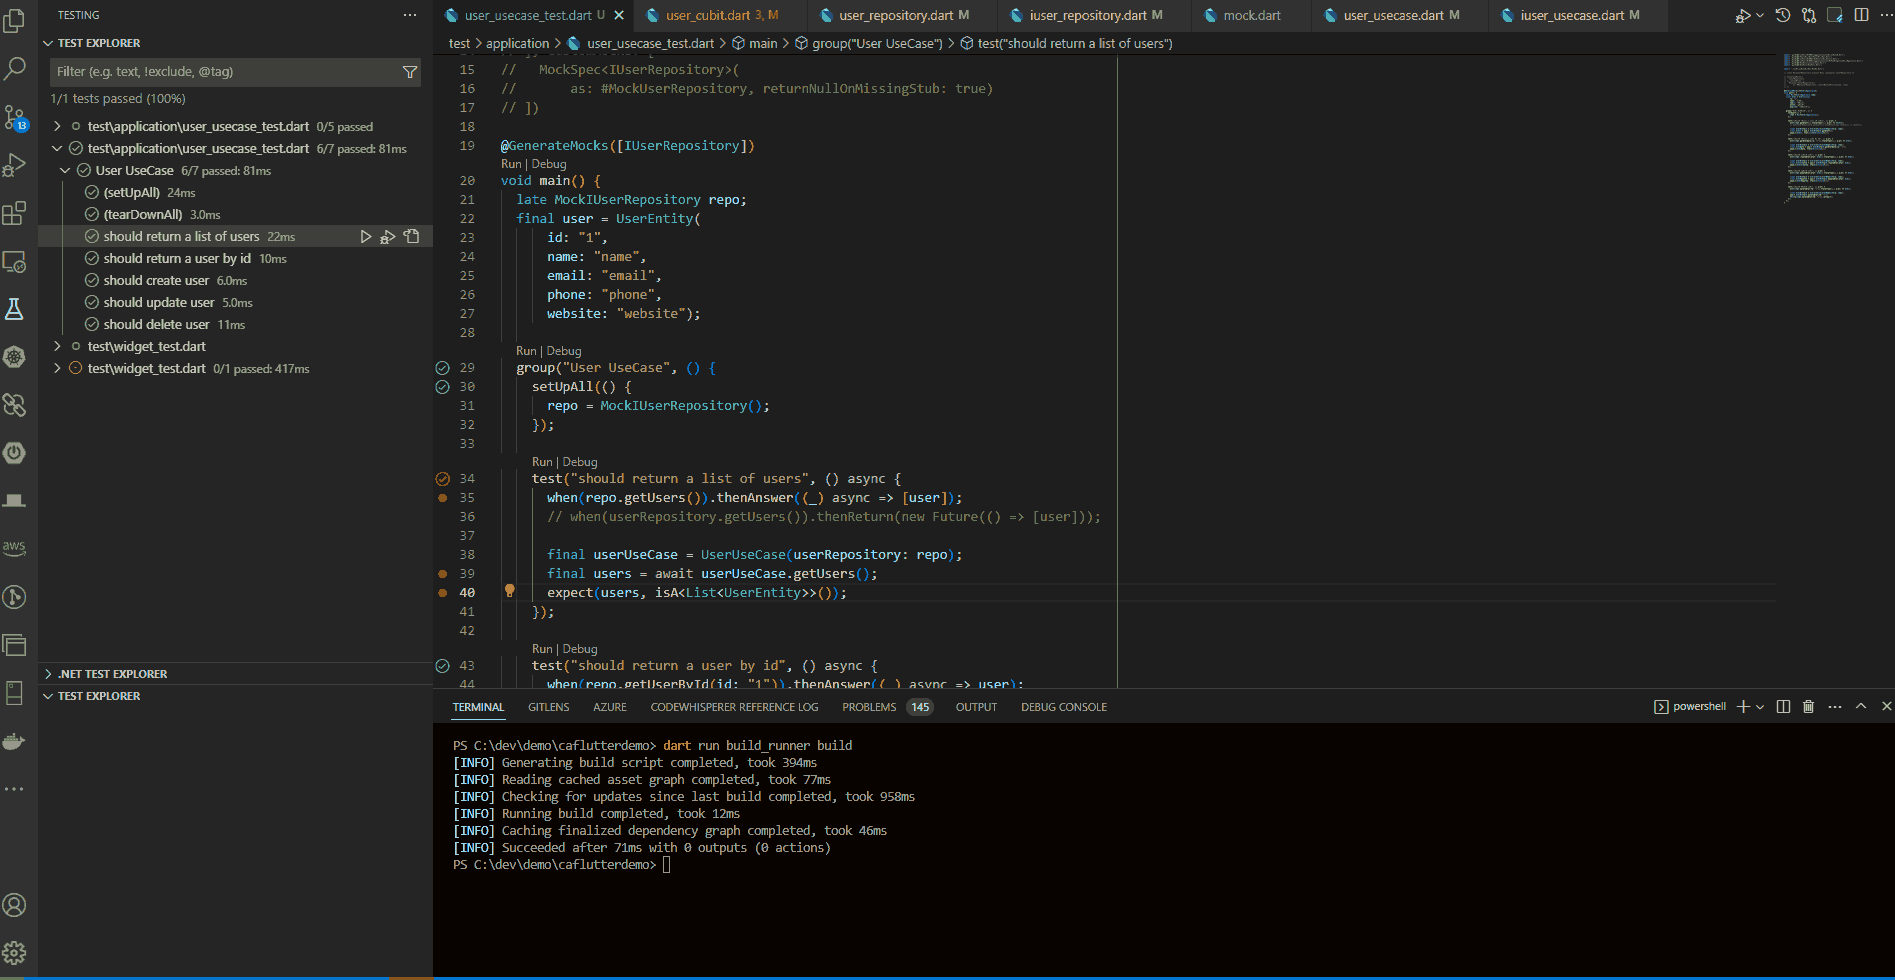 TESTING
TEST EXPLORER
Filter (e.g. text, !exclude, @tag)
1/1 tests passed (100%)
test\application\user_usecase_test.dart 0/5 passed
test\application\user_usecase_test.dart 6/7 passed: 81ms
User UseCase 6/7 passed: 81ms
(setUpAll) 24ms
(tearDownAll) 3.0ms
should return a list of users 22ms
should return a user by id 10ms
should create user 6.0ms
should update user 5.0ms
should delete user 11ms
test\widget_test.dart
test\widget_test.dart 0/1 passed: 417ms
.NET TEST EXPLORER
TEST EXPLORER
13
aws
user_usecase_test.dart U
user_cubit.dart 3, M
user_repository.dart M
iuser_repository.dart M
mock.dart
user_usecase.dart M
iuser_usecase.dart M
test > application > user_usecase_test.dart > main > group("User UseCase") > test("should return a list of users")
15 //   MockSpec<IUserRepository>(
16 //       as: #MockUserRepository, returnNullOnMissingStub: true)
17 // ])
18
19 @GenerateMocks([IUserRepository])
Run | Debug
20 void main() {
21   late MockIUserRepository repo;
22   final user = UserEntity(
23       id: "1",
24       name: "name",
25       email: "email",
26       phone: "phone",
27       website: "website");
28
Run | Debug
29   group("User UseCase", () {
30     setUpAll(() {
31       repo = MockIUserRepository();
32     });
33
Run | Debug
34     test("should return a list of users", () async {
35       when(repo.getUsers()).thenAnswer((_) async => [user]);
36       // when(userRepository.getUsers()).thenReturn(new Future(() => [user]));
37
38       final userUseCase = UserUseCase(userRepository: repo);
39       final users = await userUseCase.getUsers();
40       expect(users, isA<List<UserEntity>>());
41     });
42
Run | Debug
43     test("should return a user by id", () async {
44       when(repo.getUserById(id: "1")).thenAnswer((_) async => user);
TERMINAL GITLENS AZURE CODEWHISPERER REFERENCE LOG PROBLEMS 145 OUTPUT DEBUG CONSOLE
powershell
PS C:\dev\demo\caflutterdemo> dart run build_runner build
[INFO] Generating build script completed, took 394ms
[INFO] Reading cached asset graph completed, took 77ms
[INFO] Checking for updates since last build completed, took 958ms
[INFO] Running build completed, took 12ms
[INFO] Caching finalized dependency graph completed, took 46ms
[INFO] Succeeded after 71ms with 0 outputs (0 actions)
PS C:\dev\demo\caflutterdemo>